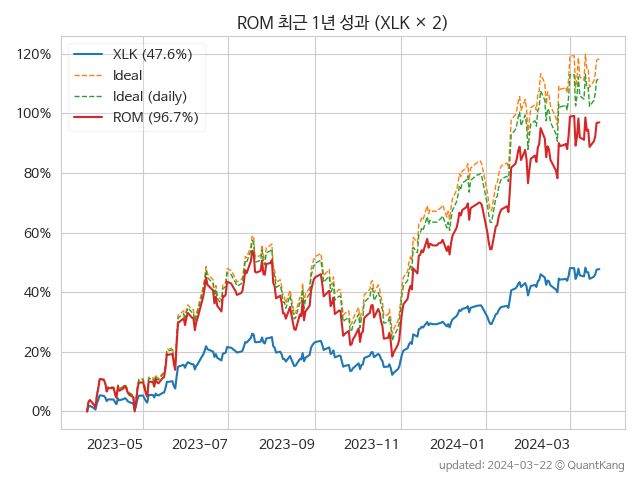 ROM 최근 1년 성과 (XLK × 2)
XLK (47.6%)
Ideal
Ideal (daily)
ROM (96.7%)
120%
100%
80%
60%
40%
20%
0%
2023-05 2023-07 2023-09 2023-11 2024-01 2024-03
updated: 2024-03-22 © QuantKang